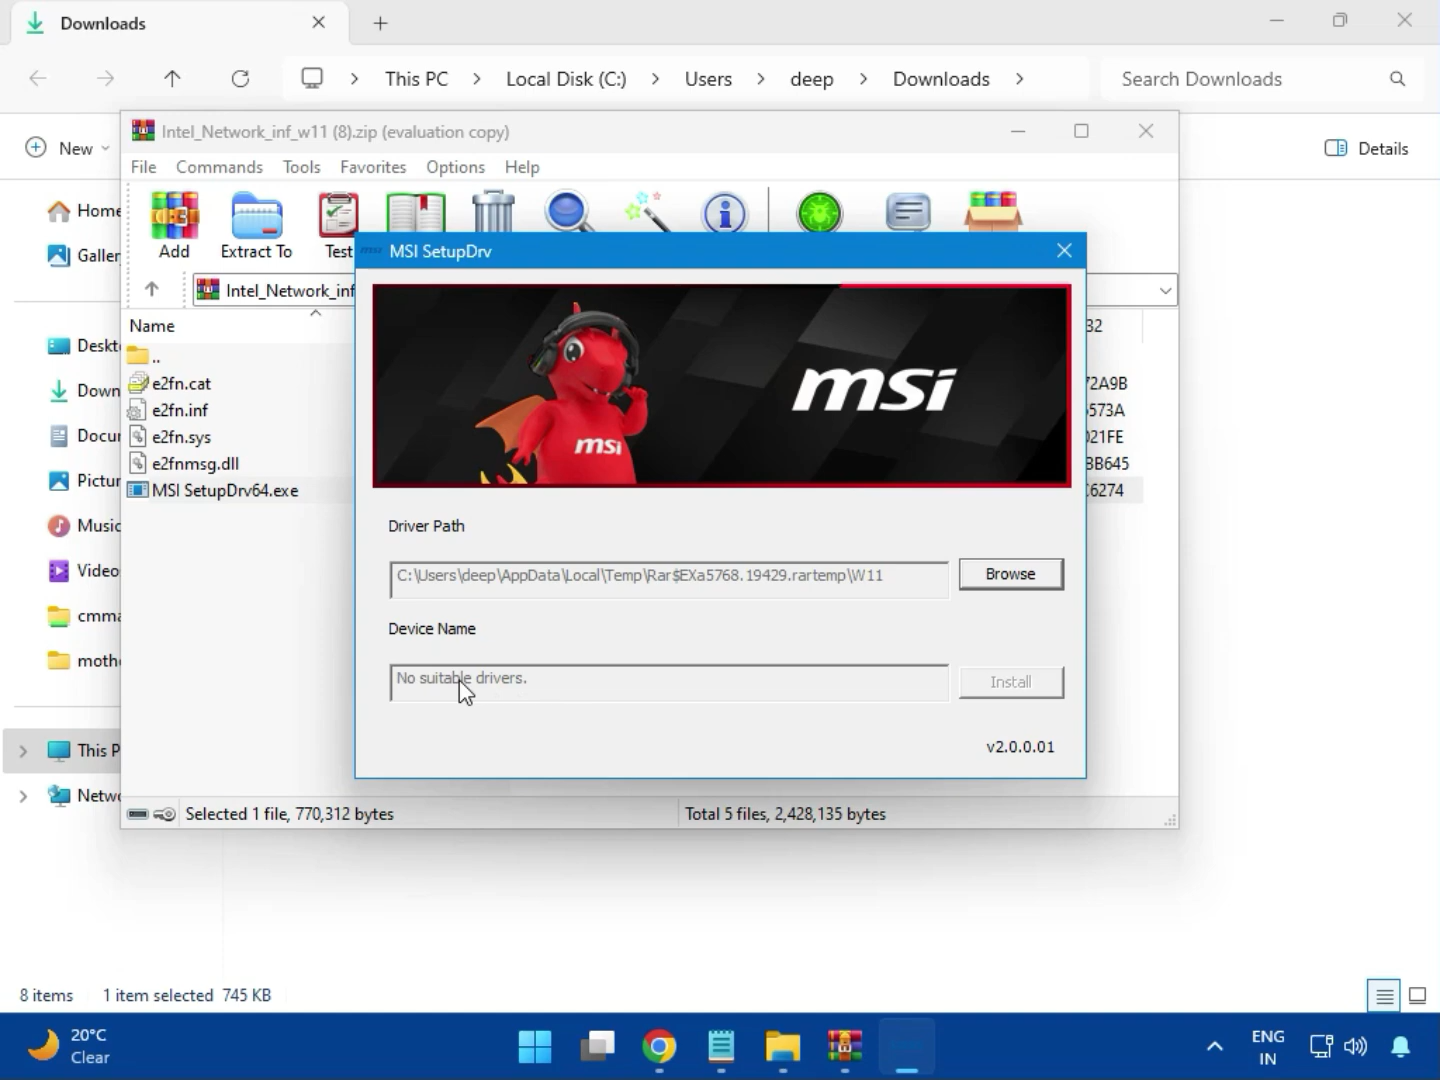 Downloads
This PC
Local Disk (C:)
Users
deep
Downloads
Search Downloads
New
Details
Intel_Network_inf_w11 (8).zip (evaluation copy)
File Commands Tools Favorites Options Help
Add
Extract To
Test
Intel_Network_inf
Name
32
..
e2fn.cat
72A9B
e2fn.inf
573A
e2fn.sys
021FE
e2fnmsg.dll
3B645
MSI SetupDrv64.exe
6274
Home
Galler
Deskt
Down
Docu
Pictur
Music
Video
cmma
moth
This P
Netw
MSI SetupDrv
msi
msi
Driver Path
C:\Users\deep\AppData\Local\Temp\Rar$EXa5768.19429.rartemp\W11
Browse
Device Name
No suitable drivers.
Install
v2.0.0.01
Selected 1 file, 770,312 bytes
Total 5 files, 2,428,135 bytes
8 items
1 item selected 745 KB
20°C
Clear
ENG
IN